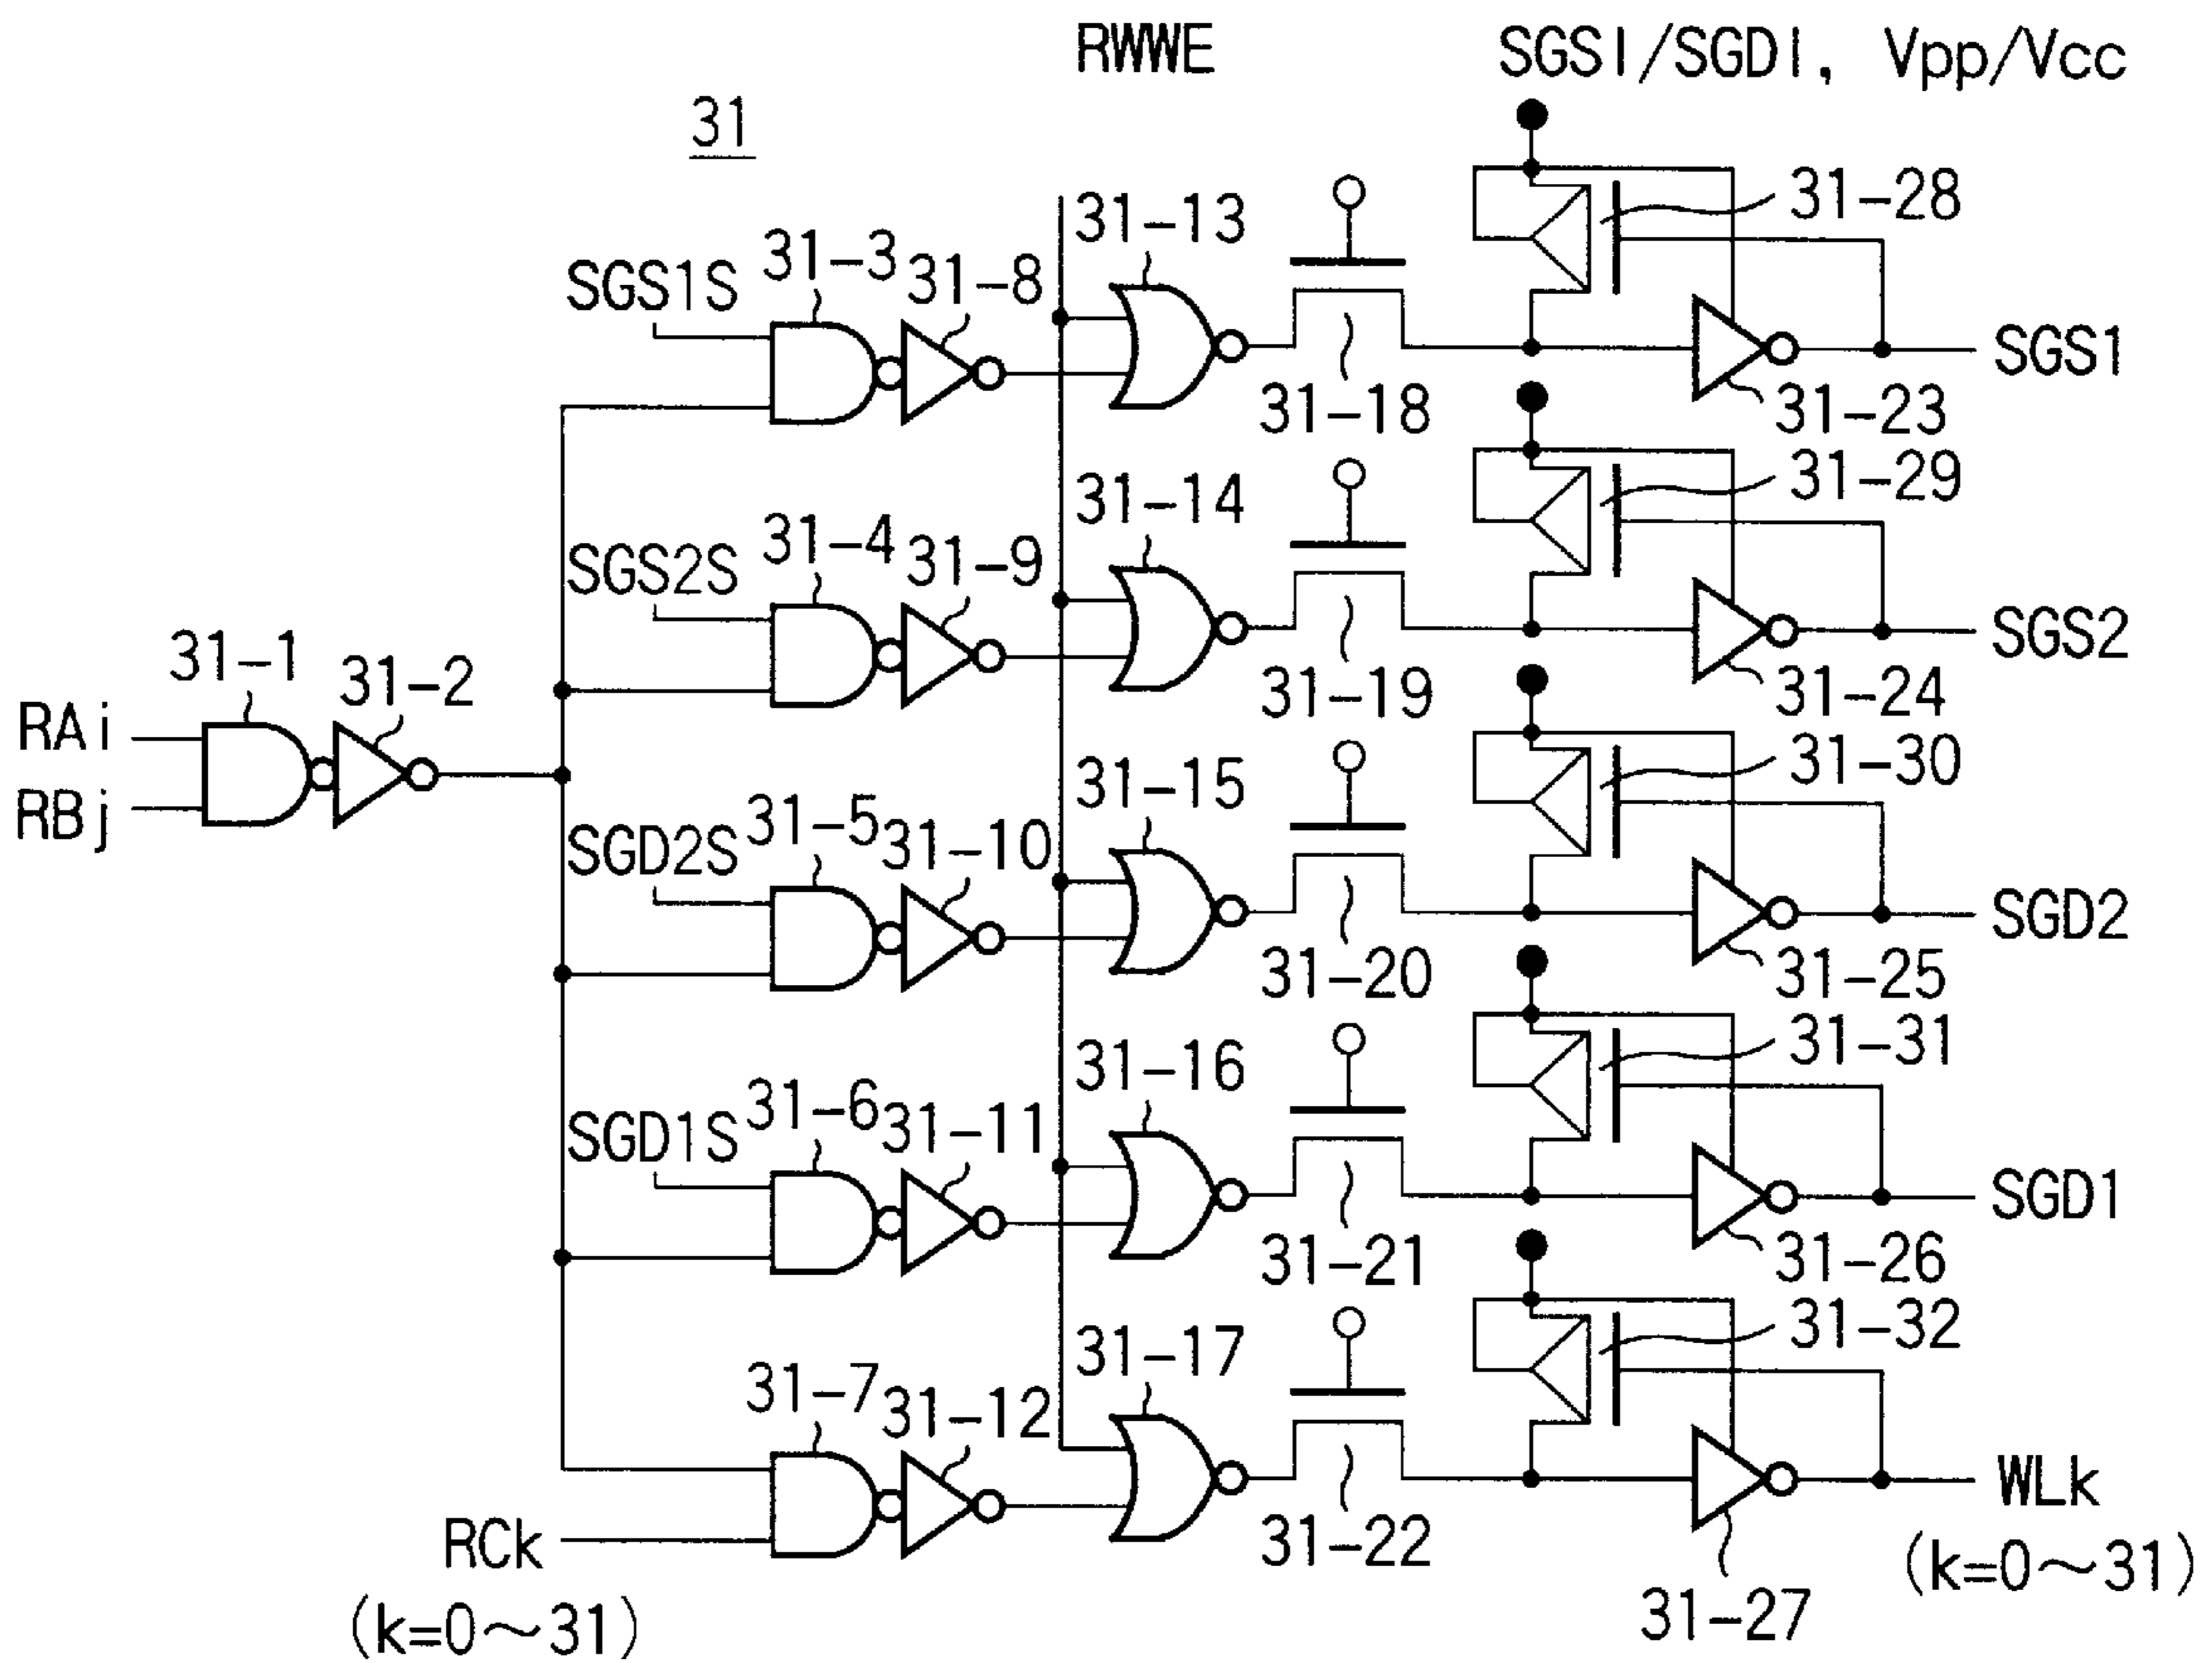 RWWE
SGSI/SGDI, Vpp/Vcc
31
31-28
31-13
31-3
31-8
SGS1S
SGS1
31-18
31-23
31-29
31-14
31-4
31-9
SGS2S
SGS2
31-1
31-2
31-19
31-24
RAi
31-30
31-15
RBj
31-5
31-10
SGD2S
SGD2
31-20
31-25
31-31
31-16
31-6
31-11
SGD1S
SGD1
31-21
31-26
31-32
31-17
31-7
31-12
WLk
RCk
31-22
(k=0~31)
(k=0~31)
31-27